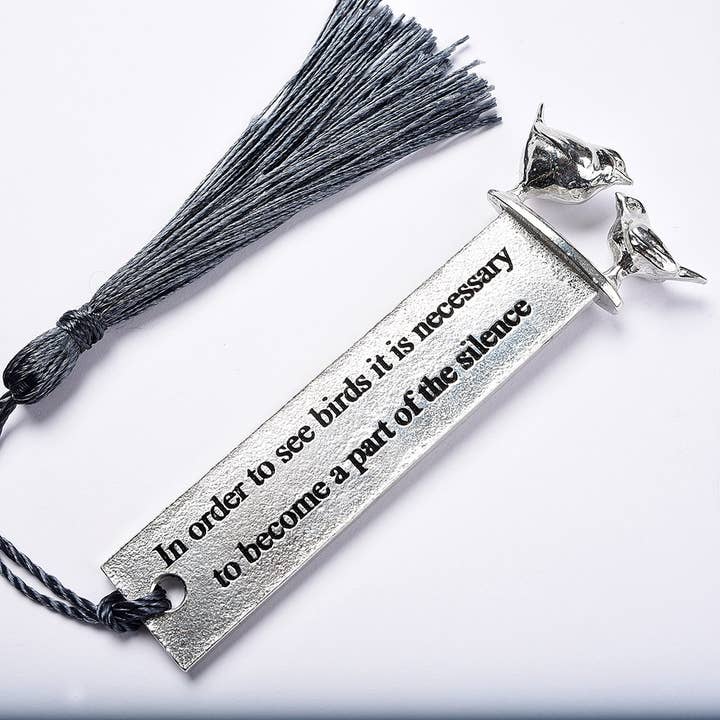 In order to see birds it is necessary
to become a part of the silence